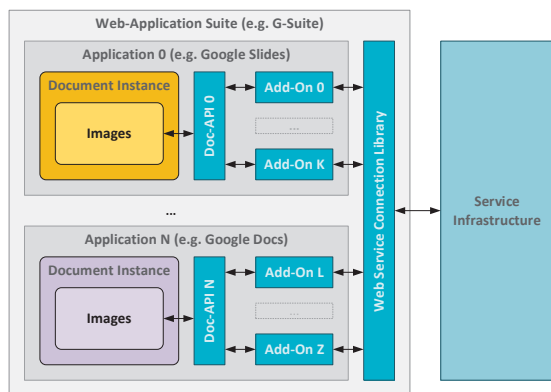 Web-Application Suite (e.g. G-Suite)
Application 0 (e.g. Google Slides)
Document Instance
Images
Doc-API 0
Add-On 0
...
Add-On K
...
Application N (e.g. Google Docs)
Document Instance
Images
Doc-API N
Add-On L
...
Add-On Z
Web Service Connection Library
Service
Infrastructure